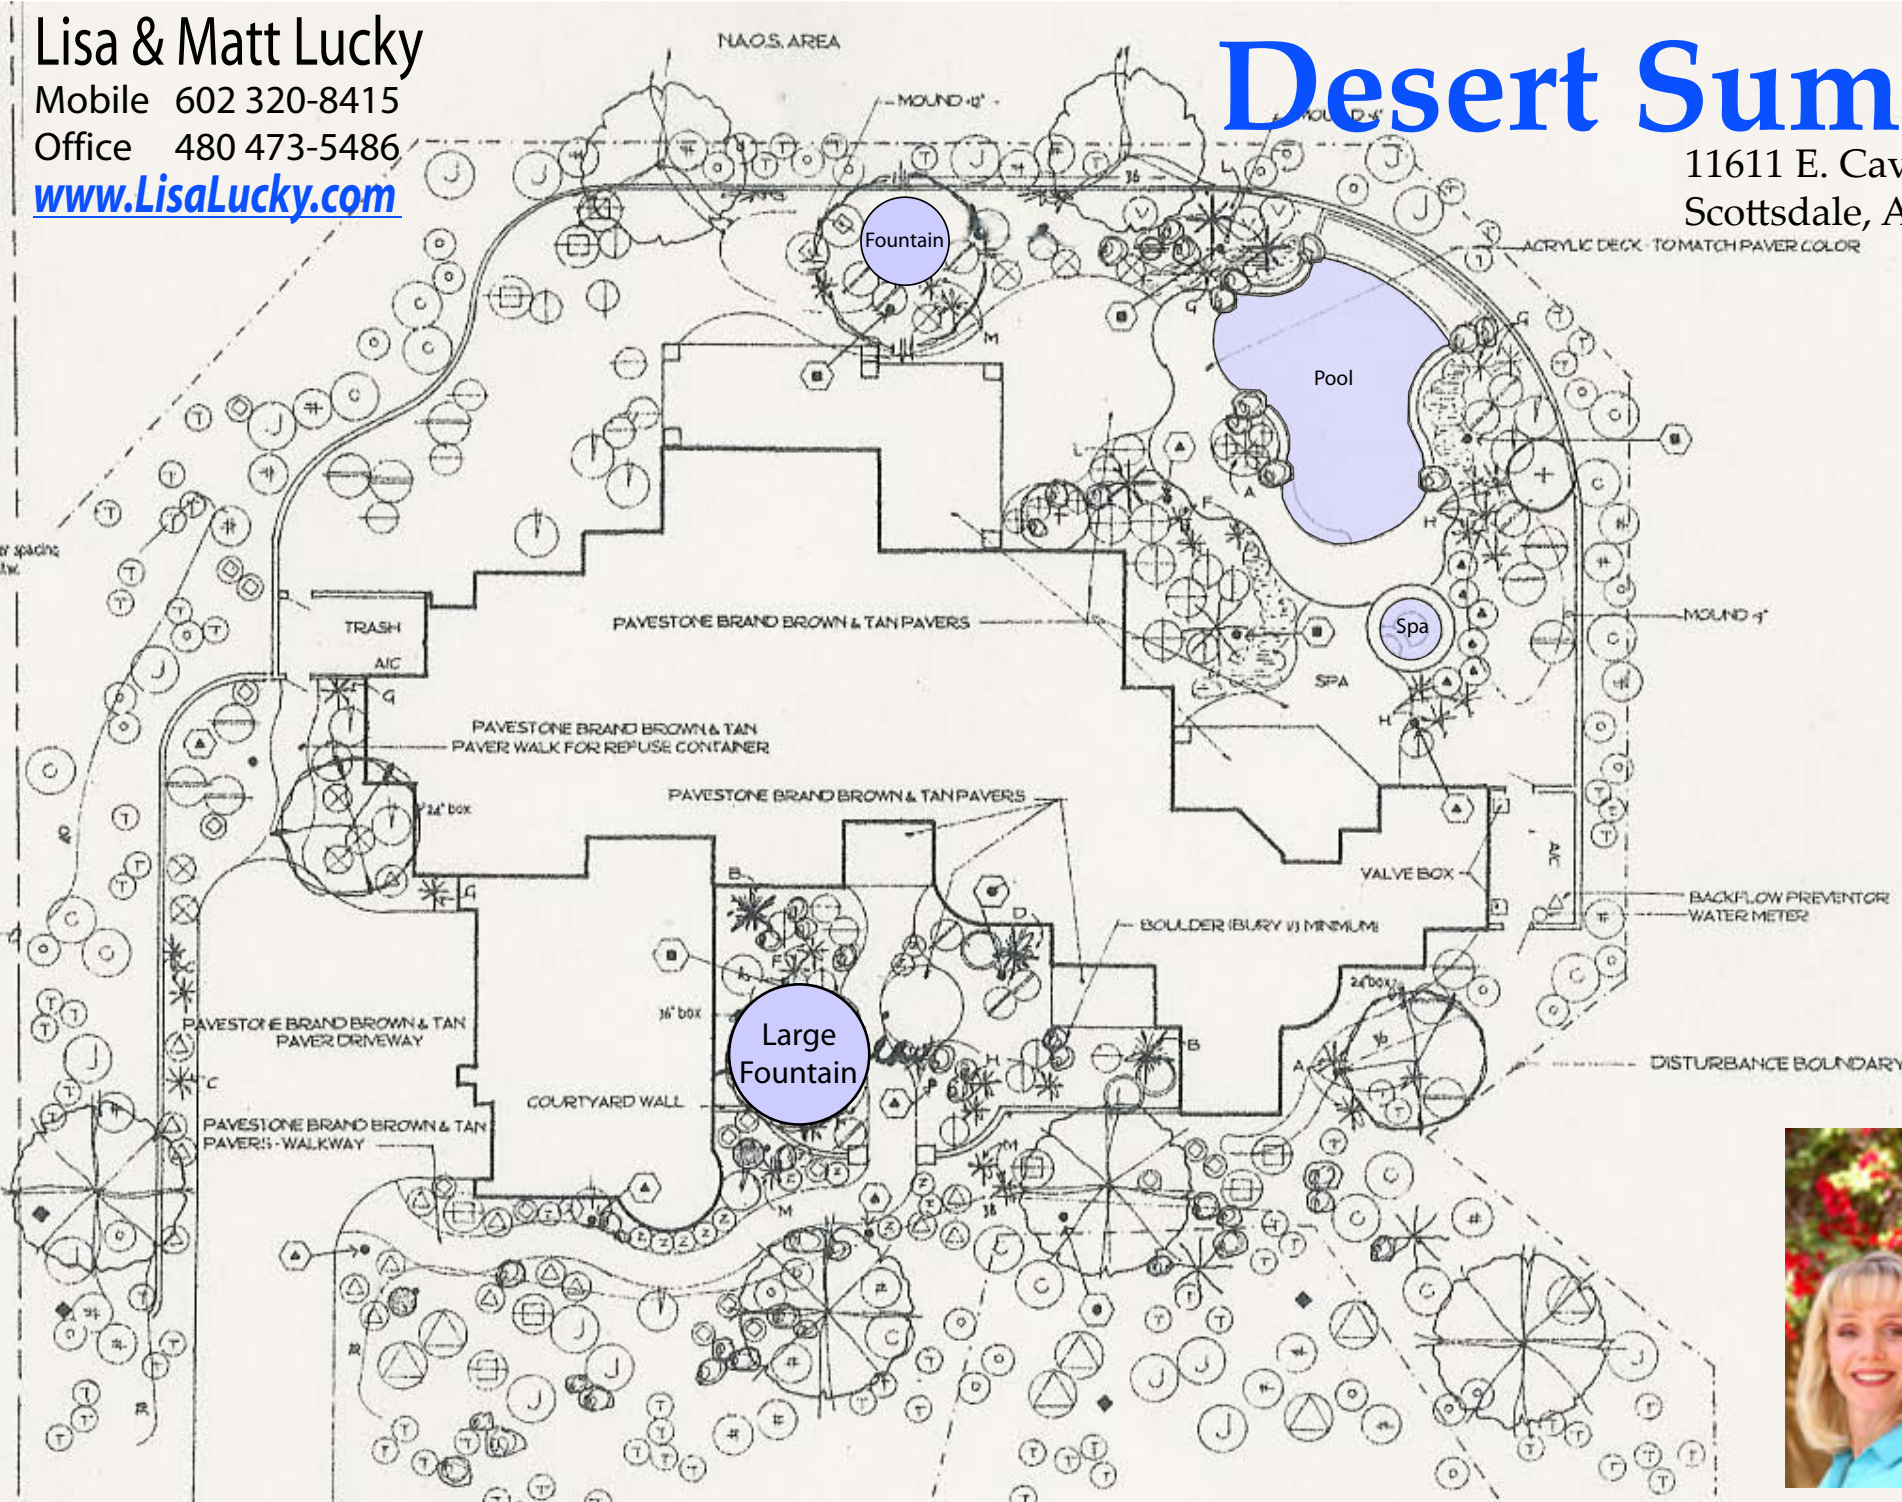 Lisa & Matt Lucky
Mobile 602 320-8415
Office 480 473-5486
www.LisaLucky.com
N.A.O.S. AREA
Desert Sum
11611 E. Cav
Scottsdale, A
MOUND +12"
ACRYLIC DECK - TO MATCH PAVER COLOR
Fountain
Pool
er spacing
TRASH
A/C
PAVESTONE BRAND BROWN & TAN PAVERS
Spa
SPA
PAVESTONE BRAND BROWN & TAN
PAVER WALK FOR REFUSE CONTAINER
PAVESTONE BRAND BROWN & TAN PAVERS
24" BOX
A/C
VALVE BOX
BACKFLOW PREVENTOR
WATER METER
BOULDER (BURY 1/3 MINIMUM)
24" BOX
36" BOX
PAVESTONE BRAND BROWN & TAN
PAVER DRIVEWAY
Large
Fountain
DISTURBANCE BOUNDARY
COURTYARD WALL
PAVESTONE BRAND BROWN & TAN
PAVERS - WALKWAY